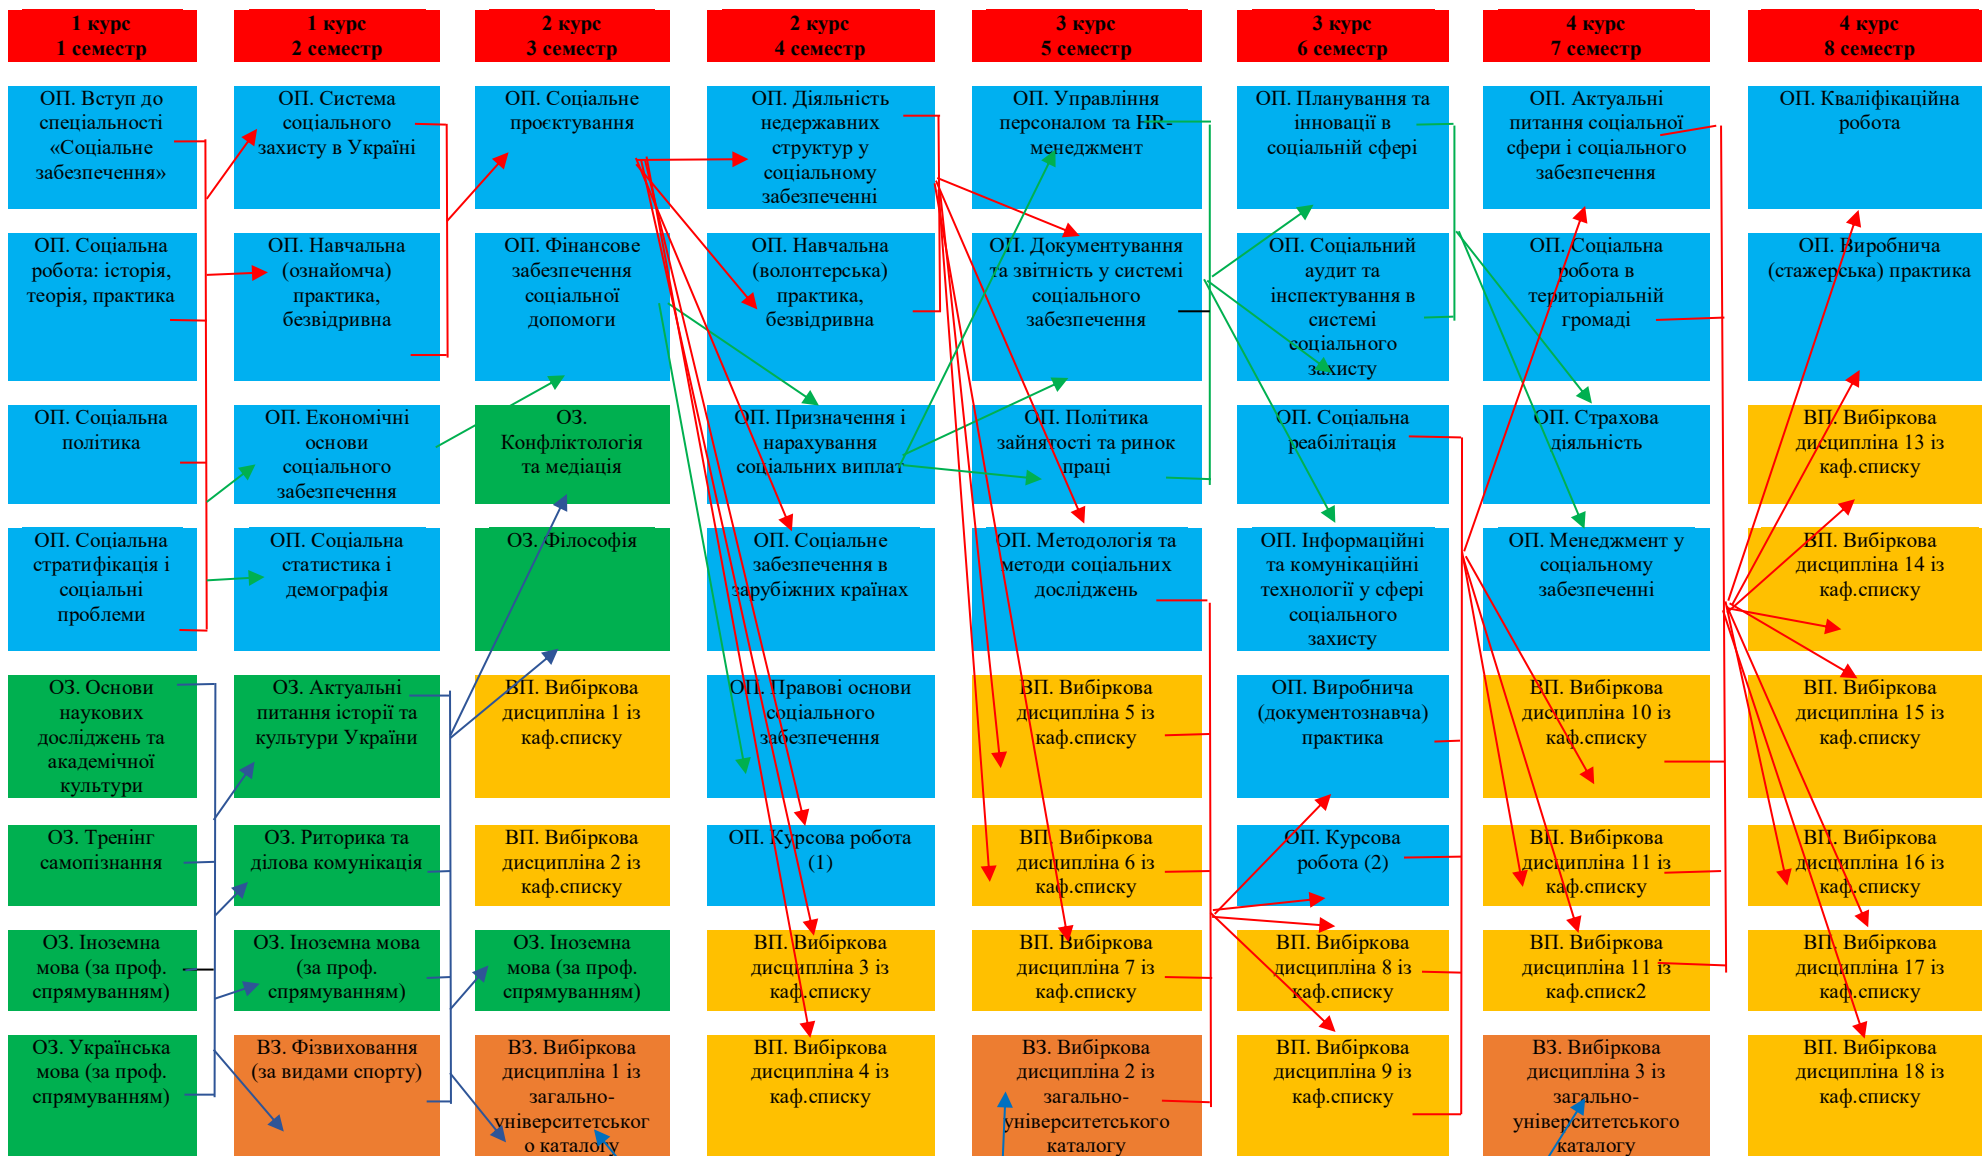 1 курс
1 семестр
1 курс
2 семестр
2 курс
3 семестр
2 курс
4 семестр
3 курс
5 семестр
3 курс
6 семестр
4 курс
7 семестр
4 курс
8 семестр
ОП. Вступ до
спеціальності
«Соціальне
забезпечення»
ОП. Система
соціального
захисту в Україні
ОП. Соціальне
проєктування
ОП. Діяльність
недержавних
структур у
соціальному
забезпеченні
ОП. Управління
персоналом та HR-
менеджмент
ОП. Планування та
інновації в
соціальній сфері
ОП. Актуальні
питання соціальної
сфери і соціального
забезпечення
ОП. Кваліфікаційна
робота
ОП. Соціальна
робота: історія,
теорія, практика
ОП. Навчальна
(ознайомча)
практика,
безвідривна
ОП. Фінансове
забезпечення
соціальної
допомоги
ОП. Навчальна
(волонтерська)
практика,
безвідривна
ОП. Документування
та звітність у системі
соціального
забезпечення
ОП. Соціальний
аудит та
інспектування в
системі
соціального
захисту
ОП. Соціальна
робота в
територіальній
громаді
ОП. Виробнича
(стажерська) практика
ОП. Соціальна
політика
ОП. Економічні
основи
соціального
забезпечення
ОЗ.
Конфліктологія
та медіація
ОП. Призначення і
нарахування
соціальних виплат
ОП. Політика
зайнятості та ринок
праці
ОП. Соціальна
реабілітація
ОП. Страхова
діяльність
ВП. Вибіркова
дисципліна 13 із
каф.списку
ОП. Соціальна
стратифікація і
соціальні
проблеми
ОП. Соціальна
статистика і
демографія
ОЗ. Філософія
ОП. Соціальне
забезпечення в
зарубіжних країнах
ОП. Методологія та
методи соціальних
досліджень
ОП. Інформаційні
та комунікаційні
технології у сфері
соціального
захисту
ОП. Менеджмент у
соціальному
забезпеченні
ВП. Вибіркова
дисципліна 14 із
каф.списку
ОЗ. Основи
наукових
досліджень та
академічної
культури
ОЗ. Актуальні
питання історії та
культури України
ВП. Вибіркова
дисципліна 1 із
каф.списку
ОП. Правові основи
соціального
забезпечення
ВП. Вибіркова
дисципліна 5 із
каф.списку
ОП. Виробнича
(документознавча)
практика
ВП. Вибіркова
дисципліна 10 із
каф.списку
ВП. Вибіркова
дисципліна 15 із
каф.списку
ОЗ. Тренінг
самопізнання
ОЗ. Риторика та
ділова комунікація
ВП. Вибіркова
дисципліна 2 із
каф.списку
ОП. Курсова робота
(1)
ВП. Вибіркова
дисципліна 6 із
каф.списку
ОП. Курсова
робота (2)
ВП. Вибіркова
дисципліна 11 із
каф.списку
ВП. Вибіркова
дисципліна 16 із
каф.списку
ОЗ. Іноземна
мова (за проф.
спрямуванням)
ОЗ. Іноземна мова
(за проф.
спрямуванням)
ОЗ. Іноземна
мова (за проф.
спрямуванням)
ВП. Вибіркова
дисципліна 3 із
каф.списку
ВП. Вибіркова
дисципліна 7 із
каф.списку
ВП. Вибіркова
дисципліна 8 із
каф.списку
ВП. Вибіркова
дисципліна 11 із
каф.списк2
ВП. Вибіркова
дисципліна 17 із
каф.списку
ОЗ. Українська
мова (за проф.
спрямуванням)
ВЗ. Фізвиховання
(за видами спорту)
ВЗ. Вибіркова
дисципліна 1 із
загально-
університетськог
о каталогу
ВП. Вибіркова
дисципліна 4 із
каф.списку
ВЗ. Вибіркова
дисципліна 2 із
загально-
університетського
каталогу
ВП. Вибіркова
дисципліна 9 із
каф.списку
ВЗ. Вибіркова
дисципліна 3 із
загально-
університетського
каталогу
ВП. Вибіркова
дисципліна 18 із
каф.списку